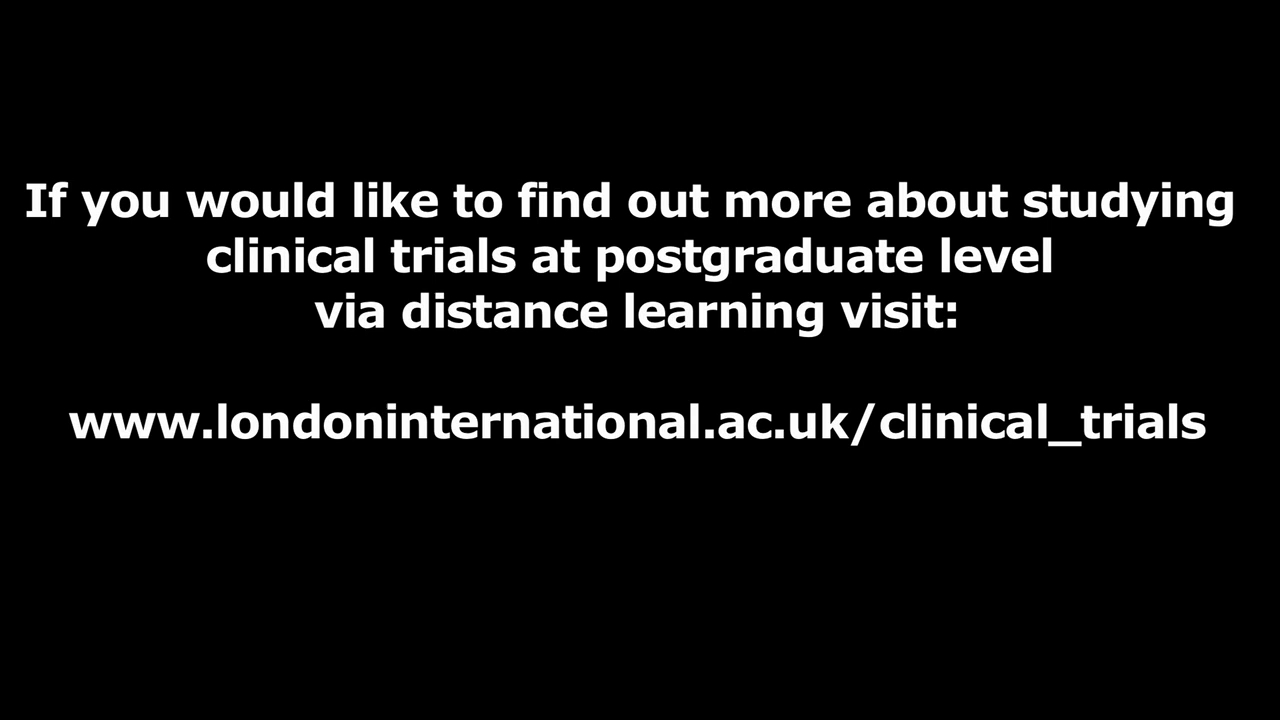 If you would like to find out more about studying
clinical trials at postgraduate level
via distance learning visit:
www.londoninternational.ac.uk/clinical_trials